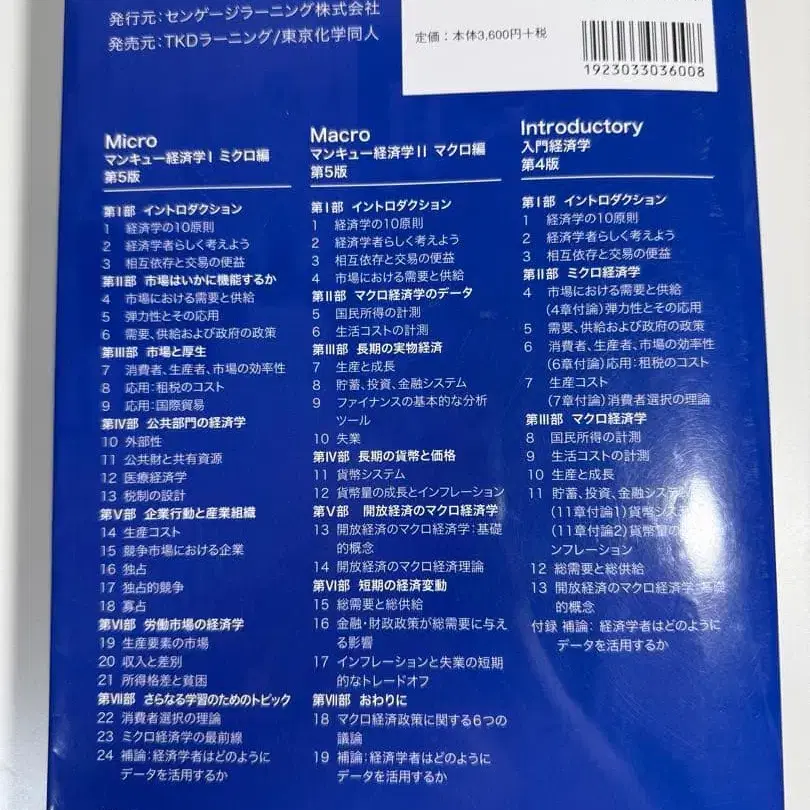 発行元：センゲージラーニング株式会社
発売元：TKDラーニング/東京化学同人
定価：本体3,600円+税
1923033036008
Micro
マンキュー経済学Ⅰ ミクロ編
第5版
第Ⅰ部 イントロダクション
1 経済学の10原則
2 経済学者らしく考えよう
3 相互依存と交易の便益
第Ⅱ部 市場はいかに機能するか
4 市場における需要と供給
5 弾力性とその応用
6 需要、供給および政府の政策
第Ⅲ部 市場と厚生
7 消費者、生産者、市場の効率性
8 応用：租税のコスト
9 応用：国際貿易
第Ⅳ部 公共部門の経済学
10 外部性
11 公共財と共有資源
12 医療経済学
13 税制の設計
第Ⅴ部 企業行動と産業組織
14 生産コスト
15 競争市場における企業
16 独占
17 独占的競争
18 寡占
第Ⅵ部 労働市場の経済学
19 生産要素の市場
20 収入と差別
21 所得格差と貧困
第Ⅶ部 さらなる学習のためのトピック
22 消費者選択の理論
23 ミクロ経済学の最前線
24 補論：経済学者はどのように
データを活用するか
Macro
マンキュー経済学Ⅱ マクロ編
第5版
第Ⅰ部 イントロダクション
1 経済学の10原則
2 経済学者らしく考えよう
3 相互依存と交易の便益
4 市場における需要と供給
第Ⅱ部 マクロ経済学のデータ
5 国民所得の計測
6 生活コストの計測
第Ⅲ部 長期の実物経済
7 生産と成長
8 貯蓄、投資、金融システム
9 ファイナンスの基本的な分析
ツール
10 失業
第Ⅳ部 長期の貨幣と価格
11 貨幣システム
12 貨幣量の成長とインフレーション
第Ⅴ部 開放経済のマクロ経済学
13 開放経済のマクロ経済学：基礎
的概念
14 開放経済のマクロ経済理論
第Ⅵ部 短期の経済変動
15 総需要と総供給
16 金融・財政政策が総需要に与え
る影響
17 インフレーションと失業の短期
的なトレードオフ
第Ⅶ部 おわりに
18 マクロ経済政策に関する6つの
議論
19 補論；経済学者はどのように
データを活用するか
Introductory
入門経済学
第4版
第Ⅰ部 イントロダクション
1 経済学の10原則
2 経済学者らしく考えよう
3 相互依存と交易の便益
第Ⅱ部 ミクロ経済学
4 市場における需要と供給
(4章付論)弾力性とその応用
5 需要、供給および政府の政策
6 消費者、生産者、市場の効率性
(6章付論)応用：租税のコスト
7 生産コスト
(7章付論)消費者選択の理論
第Ⅲ部 マクロ経済学
8 国民所得の計測
9 生活コストの計測
10 生産と成長
11 貯蓄、投資、金融システム
(11章付論1)貨幣システム
(11章付論2)貨幣量の
ンフレーション
12 総需要と総供給
13 開放経済のマクロ経済学：基礎
的概念
付録 補論：経済学者はどのように
データを活用するか